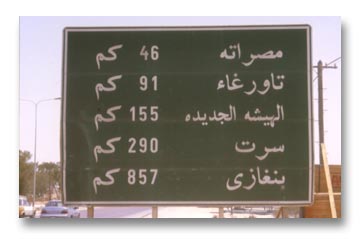 مصراته 46 كم
تاورغاء 91 كم
الهيشه الجديده 155 كم
سرت 290 كم
بنغازى 857 كم